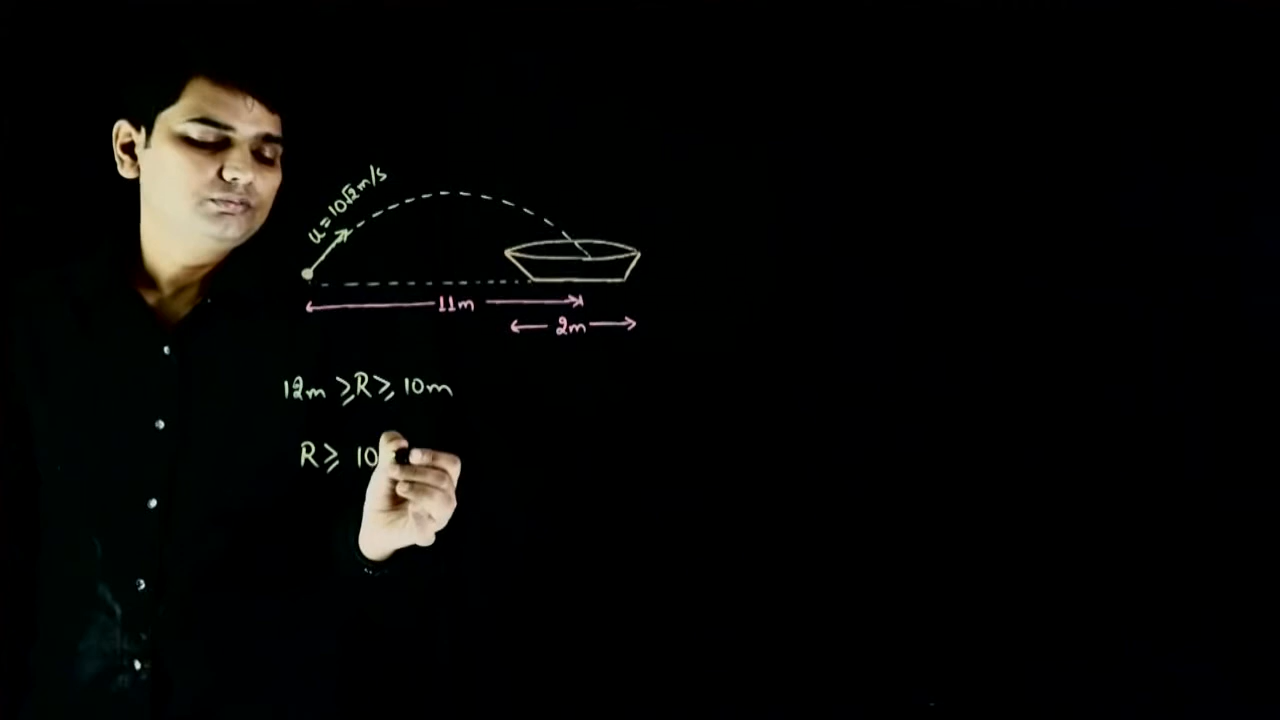 u = 10√2 m/s
11m
2m
12m ⩾ R ⩾ 10m
R ⩾ 10